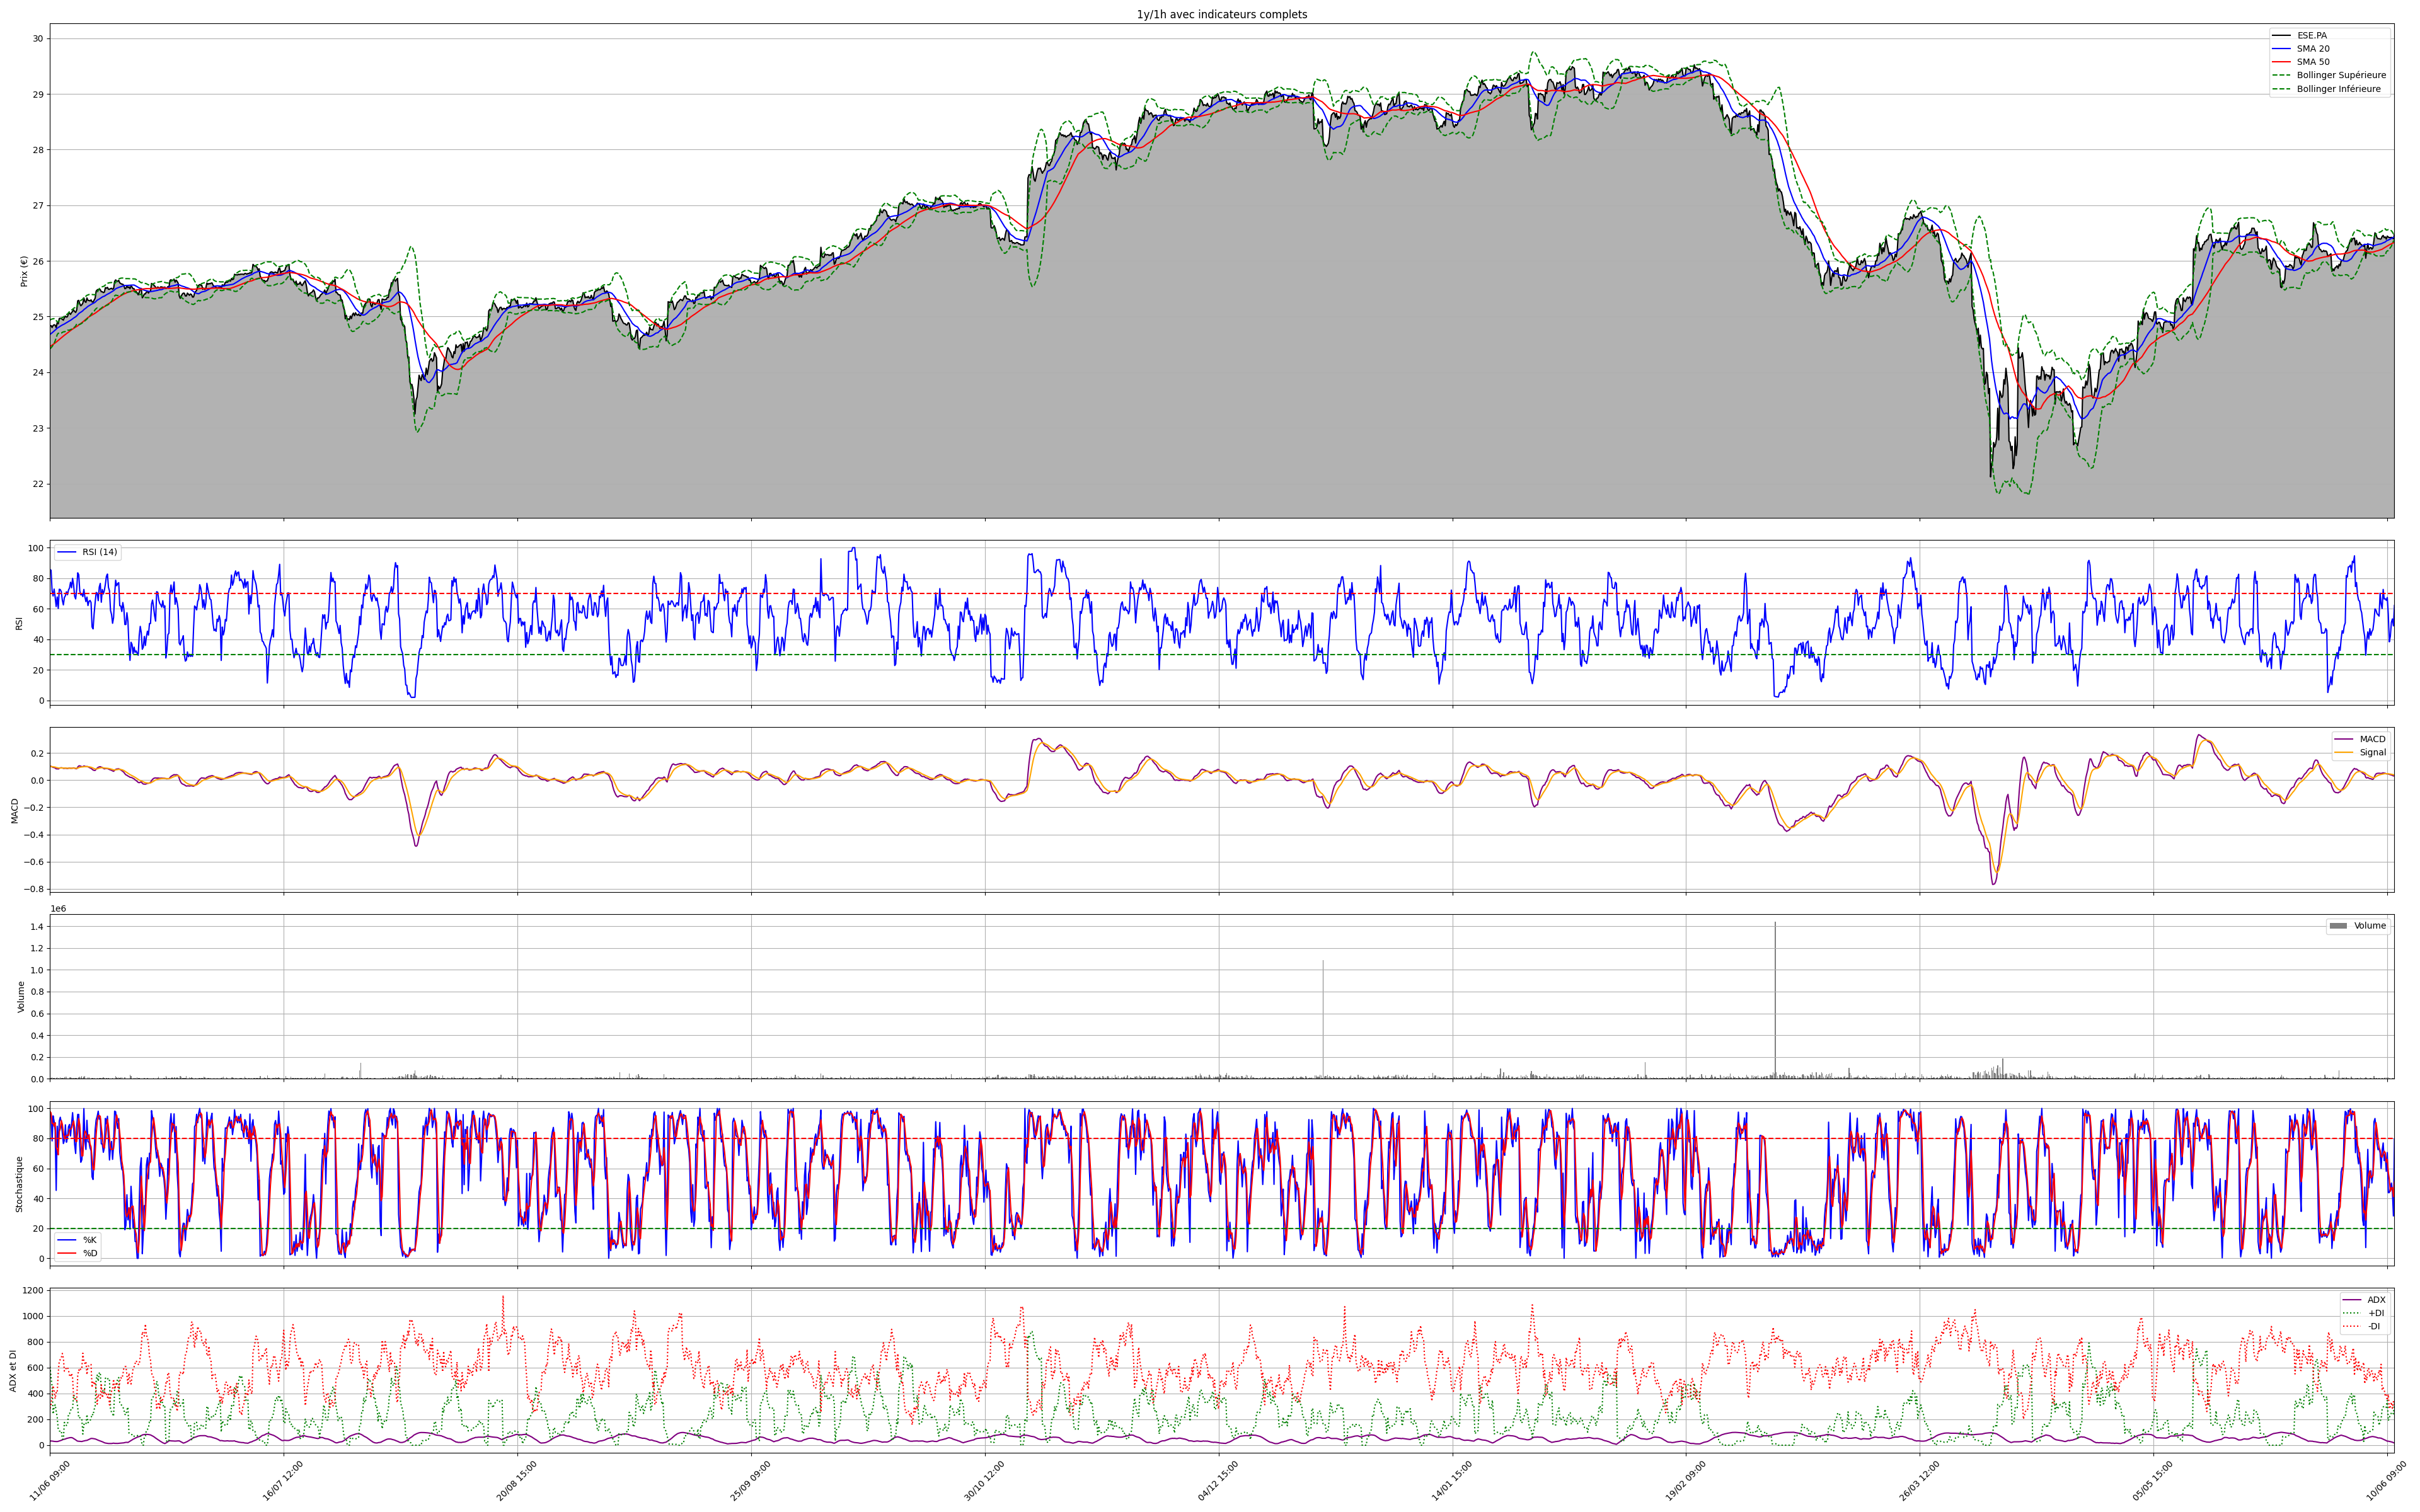 1y/1h avec indicateurs complets
ESE.PA
SMA 20
SMA 50
Bollinger Supérieure
Bollinger Inférieure
Prix (€)
30
29
28
27
26
25
24
23
22
RSI (14)
RSI
100
80
60
40
20
0
MACD
Signal
MACD
0.2
0.0
−0.2
−0.4
−0.6
−0.8
1e6
Volume
Volume
1.4
1.2
1.0
0.8
0.6
0.4
0.2
0.0
Stochastique
100
80
60
40
20
0
%K
%D
ADX et DI
1200
1000
800
600
400
200
0
ADX
+DI
-DI
11/06 09:00
16/07 12:00
20/08 15:00
25/09 09:00
30/10 12:00
04/12 15:00
14/01 15:00
19/02 09:00
26/03 12:00
05/05 15:00
10/06 09:00